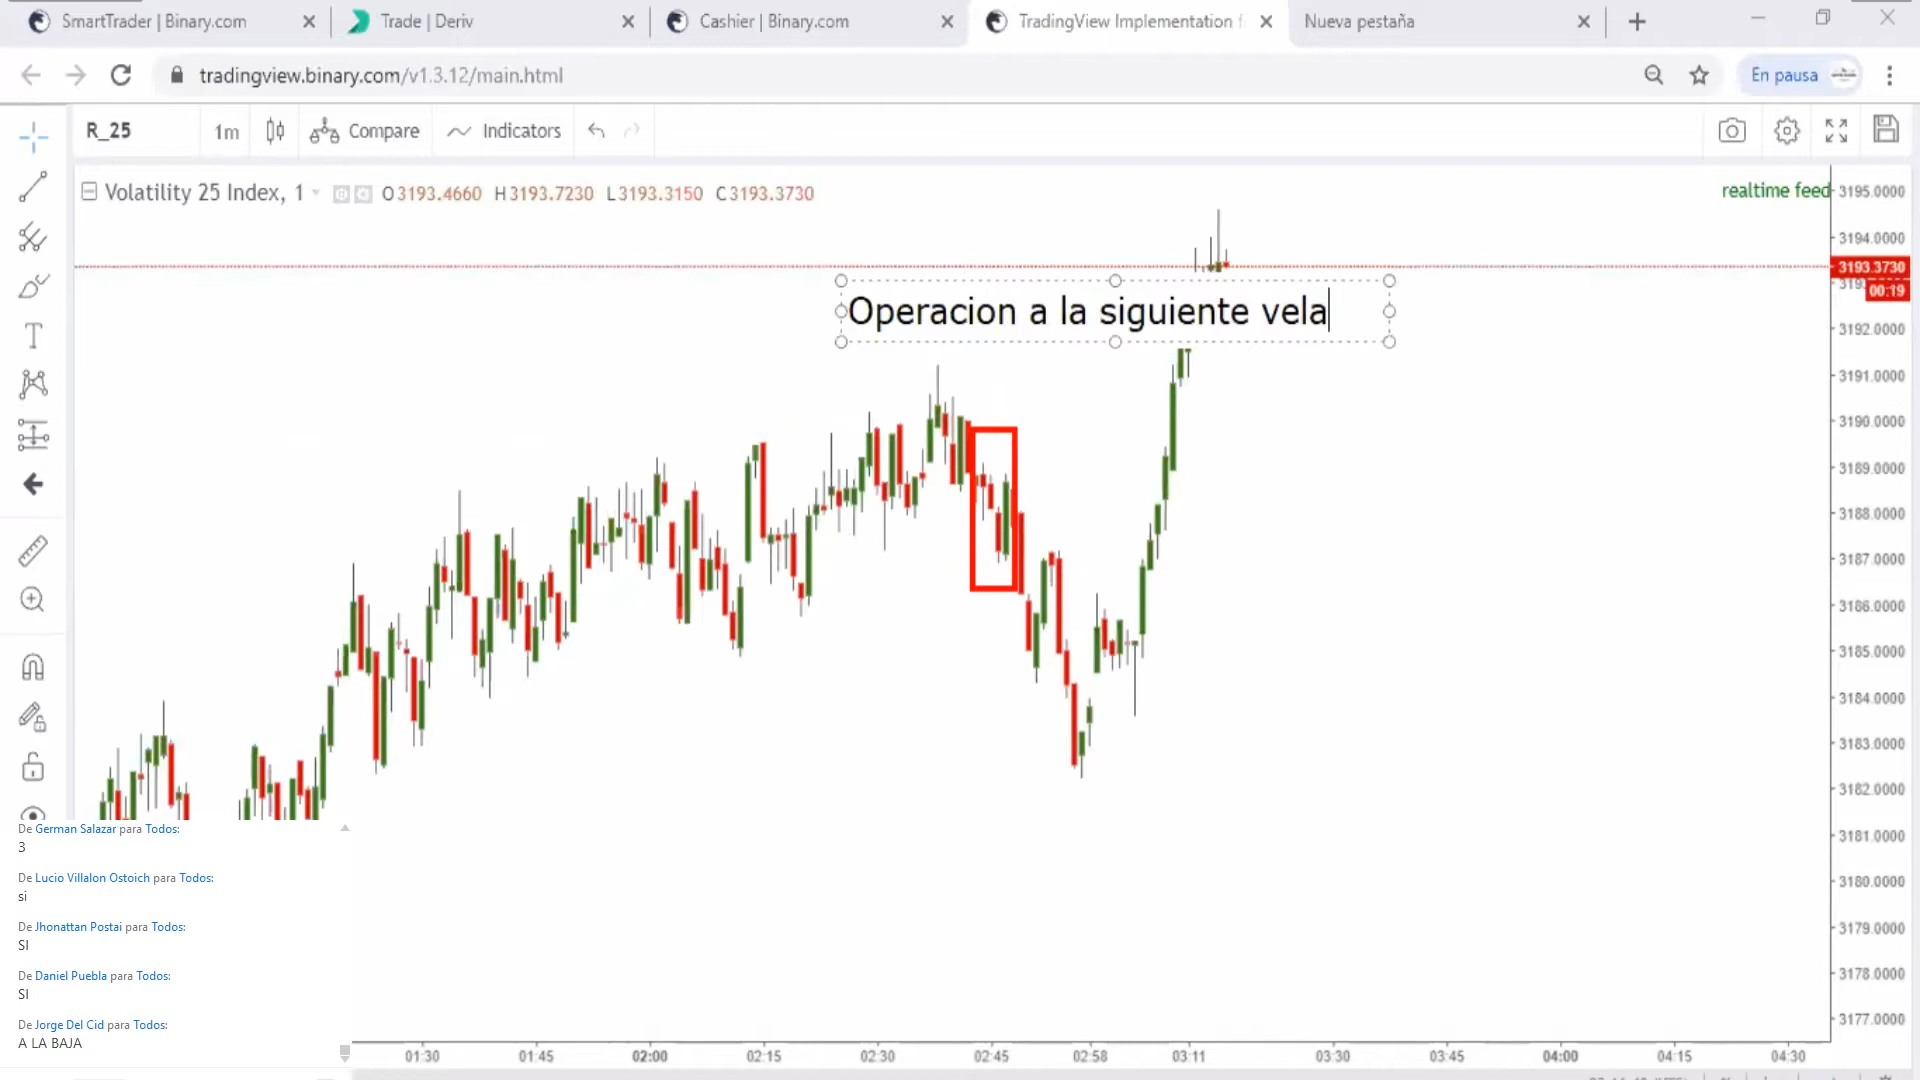 SmartTrader | Binary.com
Trade | Deriv
Cashier | Binary.com
TradingView Implementation f
Nueva pestaña
tradingview.binary.com/v1.3.12/main.html
En pausa
R_25
1m
Compare
Indicators
Volatility 25 Index, 1
O3193.4660 H3193.7230 L3193.3150 C3193.3730
realtime feed
3195.0000
3194.0000
3193.3730
00:19
3192.0000
3191.0000
3190.0000
3189.0000
3188.0000
3187.0000
3186.0000
3185.0000
3184.0000
3183.0000
3182.0000
3181.0000
3180.0000
3179.0000
3178.0000
3177.0000
Operacion a la siguiente vela
De German Salazar para Todos:
3
De Lucio Villalon Ostoich para Todos:
si
De Jhonattan Postai para Todos:
SI
De Daniel Puebla para Todos:
SI
De Jorge Del Cid para Todos:
A LA BAJA
01:30 01:45 02:00 02:15 02:30 02:45 02:58 03:11 03:30 03:45 04:00 04:15 04:30